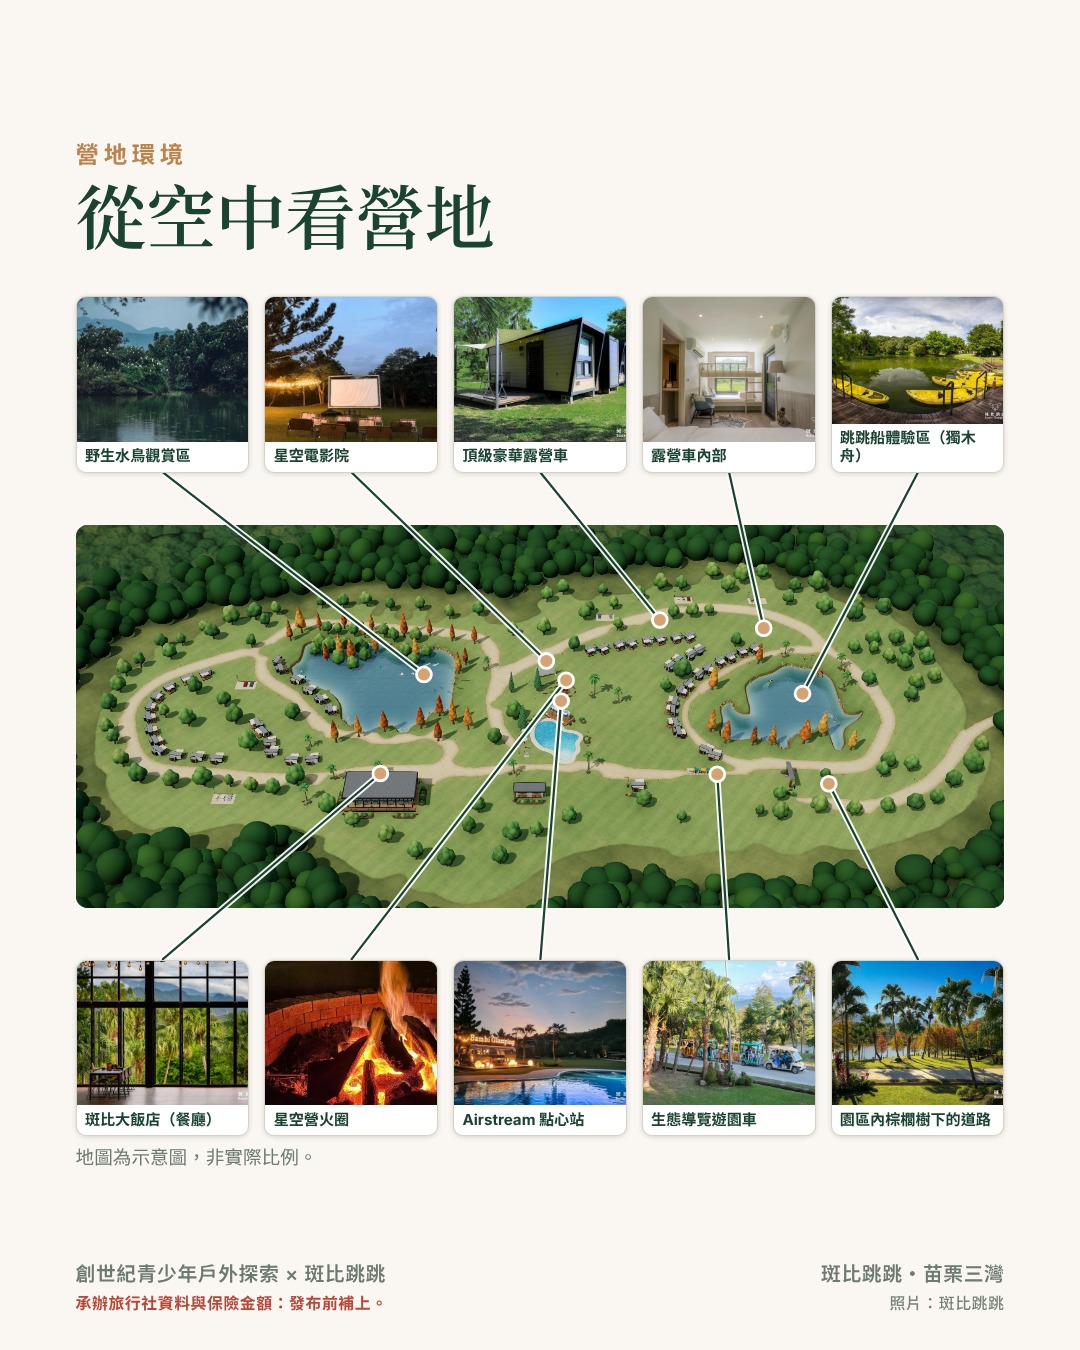 營地環境
從空中看營地
野生水鳥觀賞區
星空電影院
頂級豪華露營車
露營車內部
跳跳船體驗區（獨木
舟）
斑比大飯店（餐廳）
星空營火圈
Airstream 點心站
生態導覽遊園車
園區內棕櫚樹下的道路
地圖為示意圖，非實際比例。
創世紀青少年戶外探索 × 斑比跳跳
斑比跳跳・苗栗三灣
承辦旅行社資料與保險金額：發布前補上。
照片：斑比跳跳